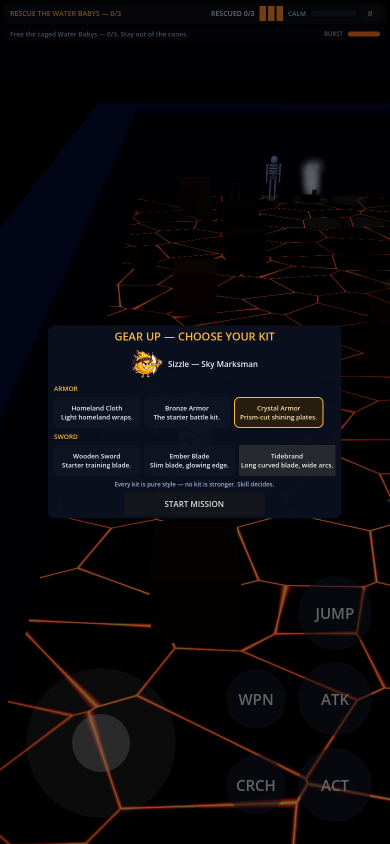 RESCUE THE WATER BABYS — 0/3
RESCUED 0/3
CALM
II
Free the caged Water Babys — 0/3. Stay out of the cones.
BURST
GEAR UP — CHOOSE YOUR KIT
Sizzle — Sky Marksman
ARMOR
Homeland Cloth
Light homeland wraps.
Bronze Armor
The starter battle kit.
Crystal Armor
Prism-cut shining plates.
SWORD
Wooden Sword
Starter training blade.
Ember Blade
Slim blade, glowing edge.
Tidebrand
Long curved blade, wide arcs.
Every kit is pure style — no kit is stronger. Skill decides.
START MISSION
JUMP
WPN
ATK
CRCH
ACT